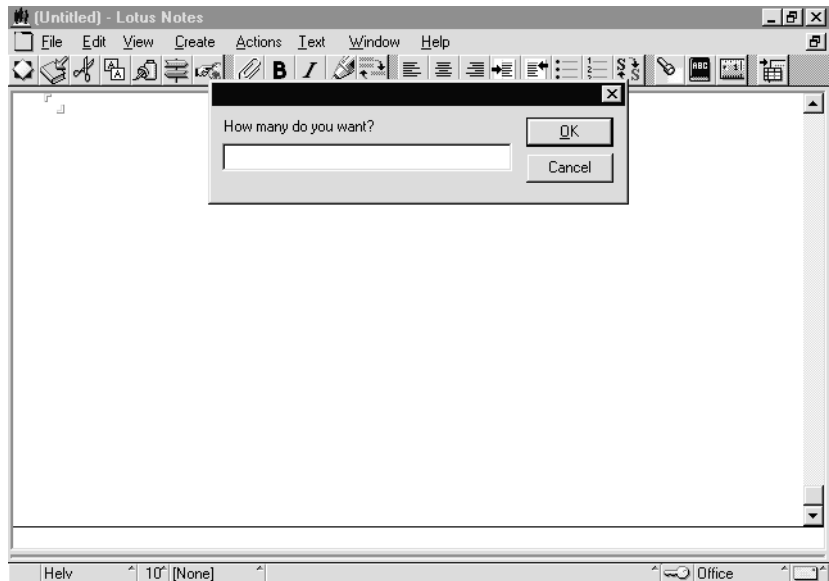 (Untitled) - Lotus Notes
File Edit View Create Actions Text Window Help
How many do you want?
OK
Cancel
Helv 10 [None] Office